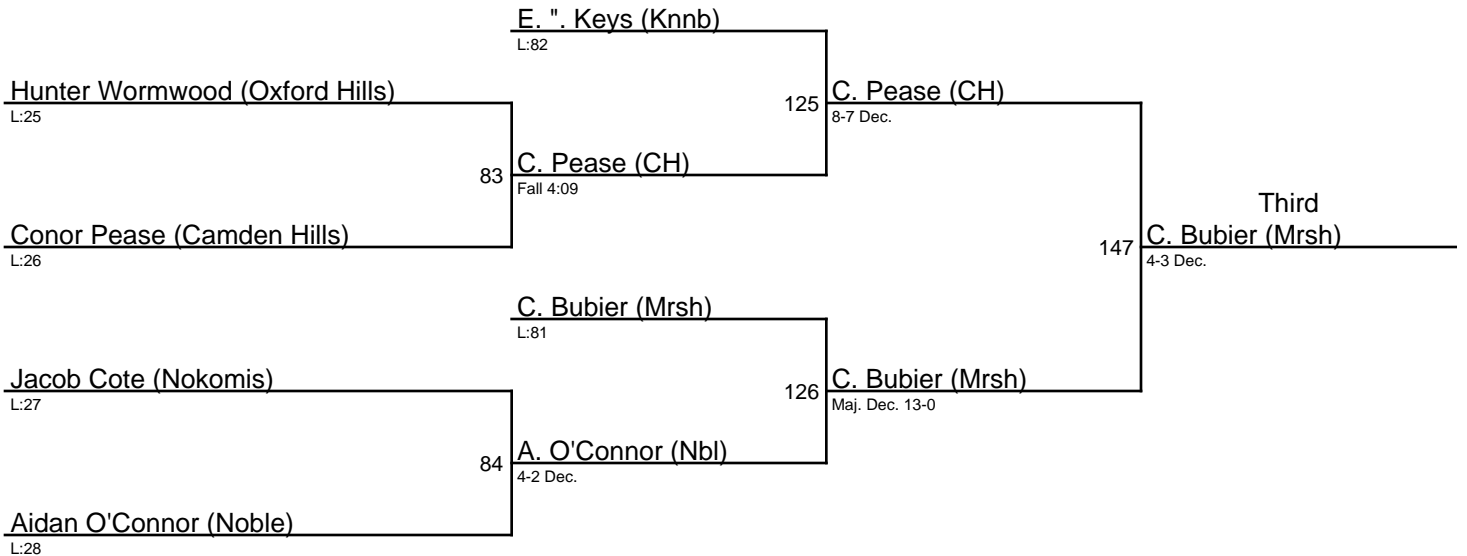 E. ". Keys (Knnb)
L:82
Hunter Wormwood (Oxford Hills)
L:25
125
C. Pease (CH)
8-7 Dec.
83
C. Pease (CH)
Fall 4:09
Third
Conor Pease (Camden Hills)
L:26
147
C. Bubier (Mrsh)
4-3 Dec.
C. Bubier (Mrsh)
L:81
Jacob Cote (Nokomis)
L:27
126
C. Bubier (Mrsh)
Maj. Dec. 13-0
84
A. O'Connor (Nbl)
4-2 Dec.
Aidan O'Connor (Noble)
L:28